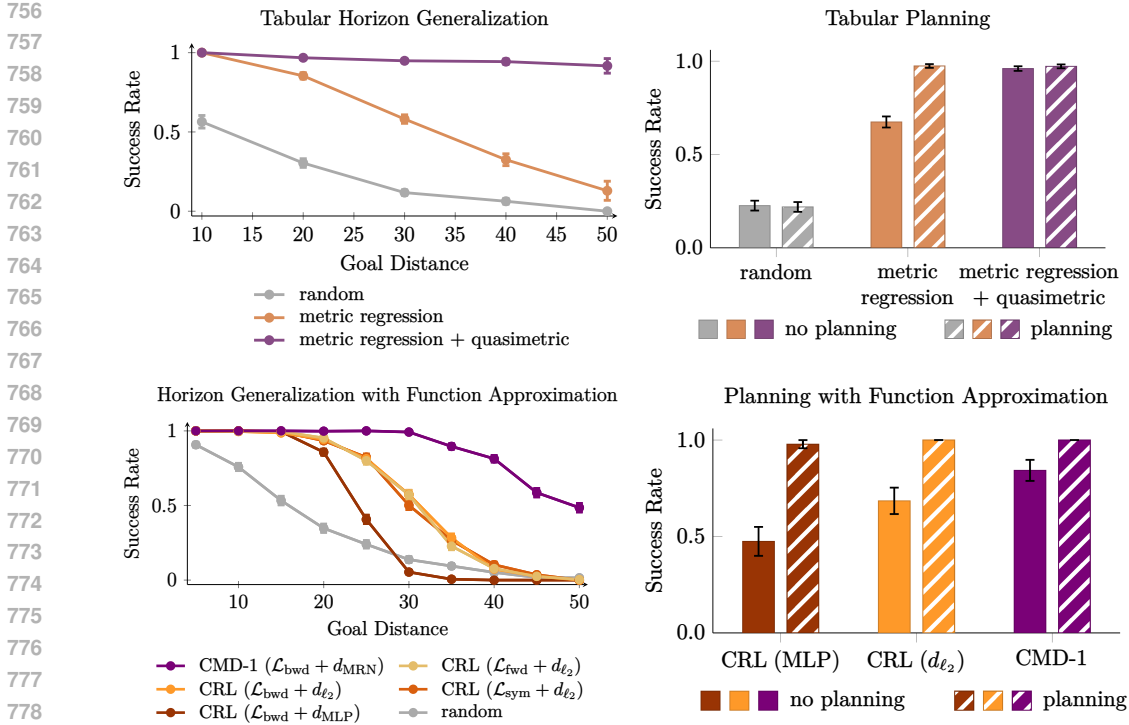 756
757
758
759
760
761
762
763
764
765
766
767
768
769
770
771
772
773
774
775
776
777
778
Tabular Horizon Generalization
Success Rate
1
0.5
0
10 15 20 25 30 35 40 45 50
Goal Distance
random
metric regression
metric regression + quasimetric
Tabular Planning
Success Rate
1.0
0.5
0.0
random
metric regression
metric regression + quasimetric
no planning
planning
Horizon Generalization with Function Approximation
Success Rate
1
0.5
0
10 20 30 40 50
Goal Distance
CMD-1 (ℒbwd + dMRN)
CRL (ℒbwd + dℓ2)
CRL (ℒbwd + dMLP)
CRL (ℒfwd + dℓ2)
CRL (ℒsym + dℓ2)
random
Planning with Function Approximation
Success Rate
1.0
0.5
0.0
CRL (MLP) CRL (dℓ2) CMD-1
no planning
planning